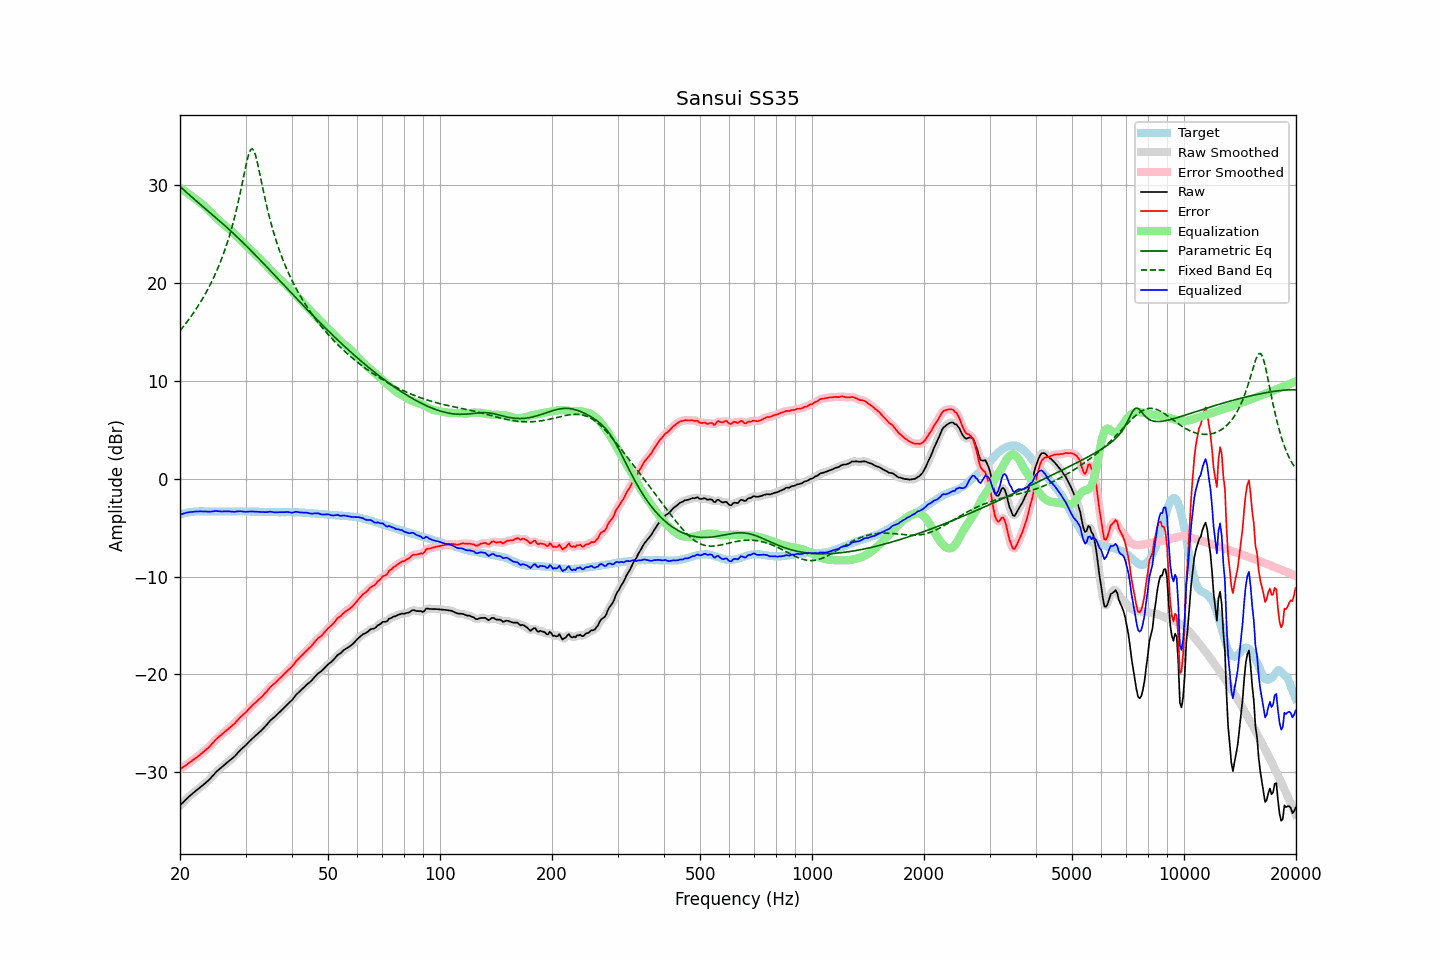 Sansui SS35
Target
Raw Smoothed
Error Smoothed
Raw
Error
Equalization
Parametric Eq
Fixed Band Eq
Equalized
Amplitude (dBr)
30
20
10
0
−10
−20
−30
20 50 100 200 500 1000 2000 5000 10000 20000
Frequency (Hz)